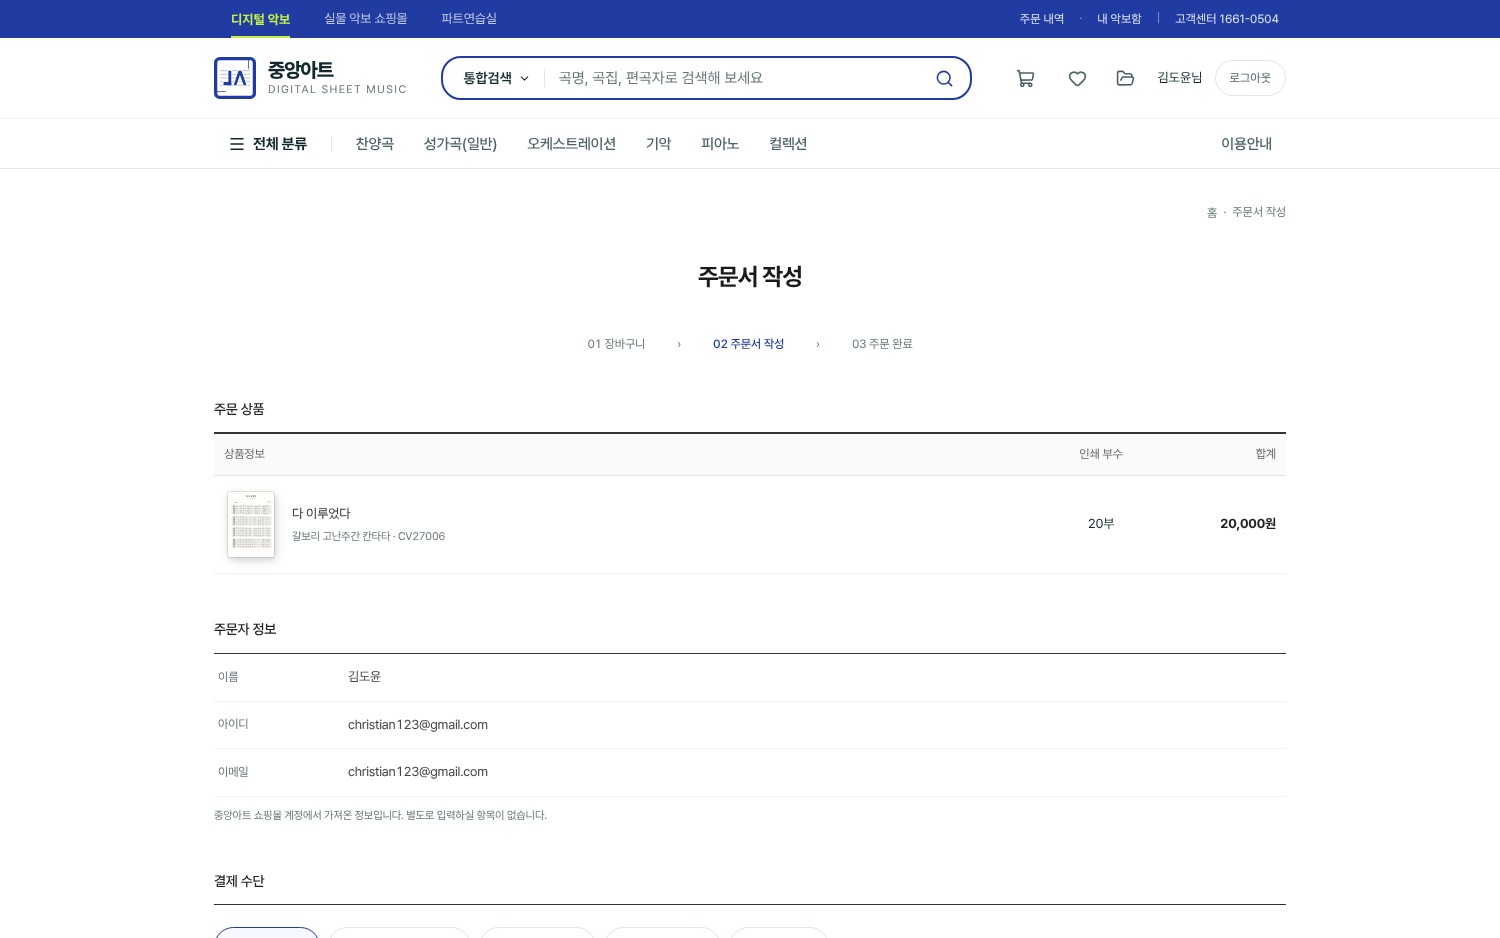 디지털 악보 실물 악보 쇼핑몰 파트연습실 주문 내역 · 내 악보함 고객센터 1661-0504
중앙아트
DIGITAL SHEET MUSIC
통합검색 곡명, 곡집, 편곡자로 검색해 보세요
김도윤님 로그아웃
전체 분류 찬양곡 성가곡(일반) 오케스트레이션 기악 피아노 컬렉션 이용안내
홈 · 주문서 작성
주문서 작성
01 장바구니 › 02 주문서 작성 › 03 주문 완료
주문 상품
상품정보 인쇄 부수 합계
다 이루었다
갈보리 고난주간 칸타타 · CV27006
20부 20,000원
주문자 정보
이름 김도윤
아이디 christian123@gmail.com
이메일 christian123@gmail.com
중앙아트 쇼핑몰 계정에서 가져온 정보입니다. 별도로 입력하실 항목이 없습니다.
결제 수단